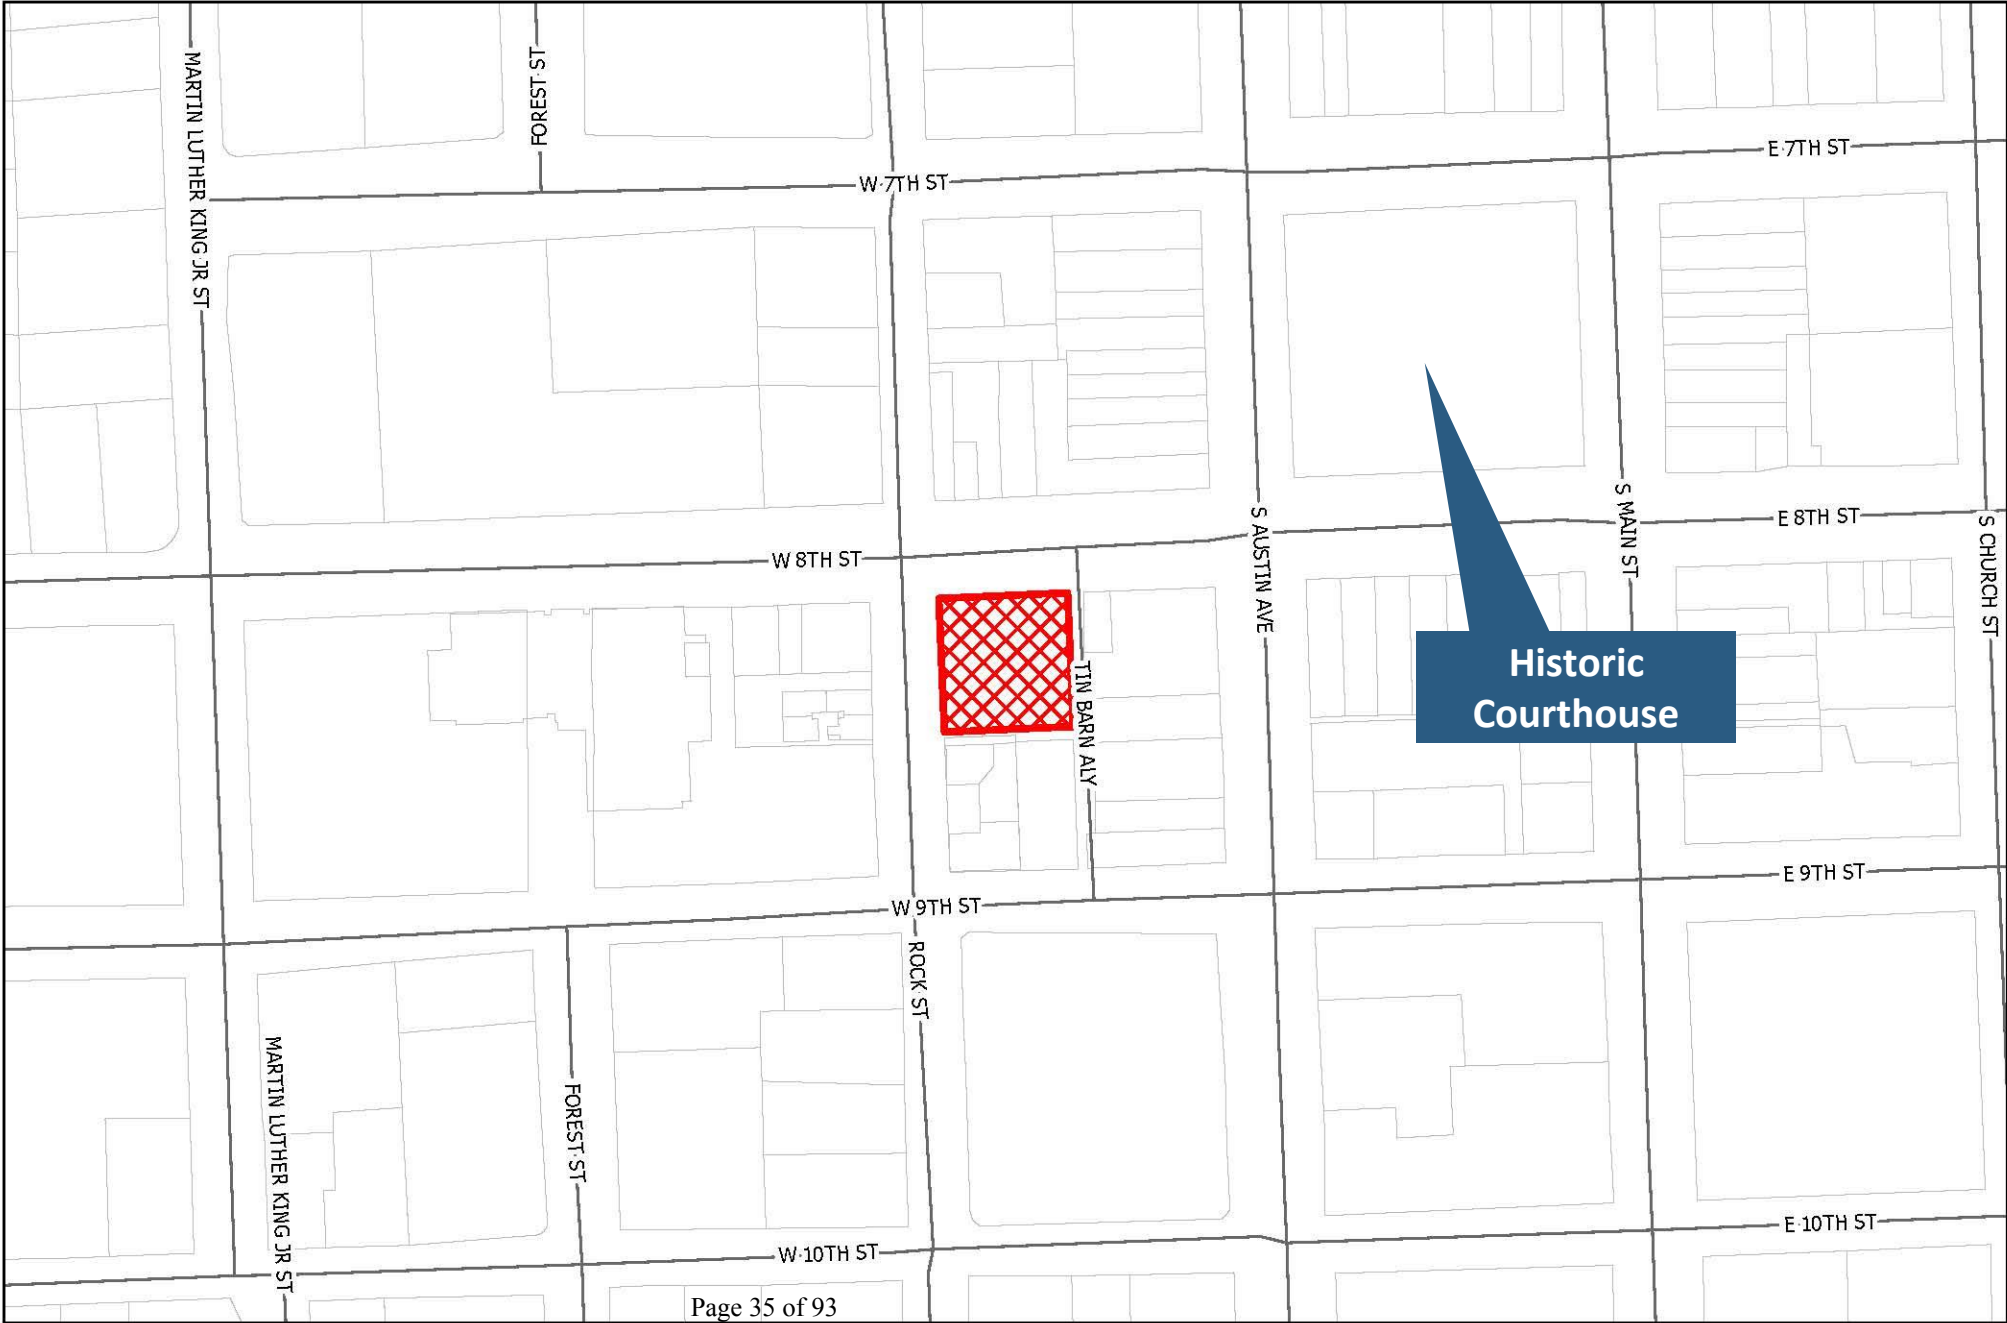 MARTIN LUTHER KING JR ST
FOREST ST
W 7TH ST
E 7TH ST
W 8TH ST
S AUSTIN AVE
S MAIN ST
E 8TH ST
S CHURCH ST
TIN BARN ALY
Historic
Courthouse
W 9TH ST
E 9TH ST
ROCK ST
MARTIN LUTHER KING JR ST
FOREST ST
W 10TH ST
E 10TH ST
Page 35 of 93